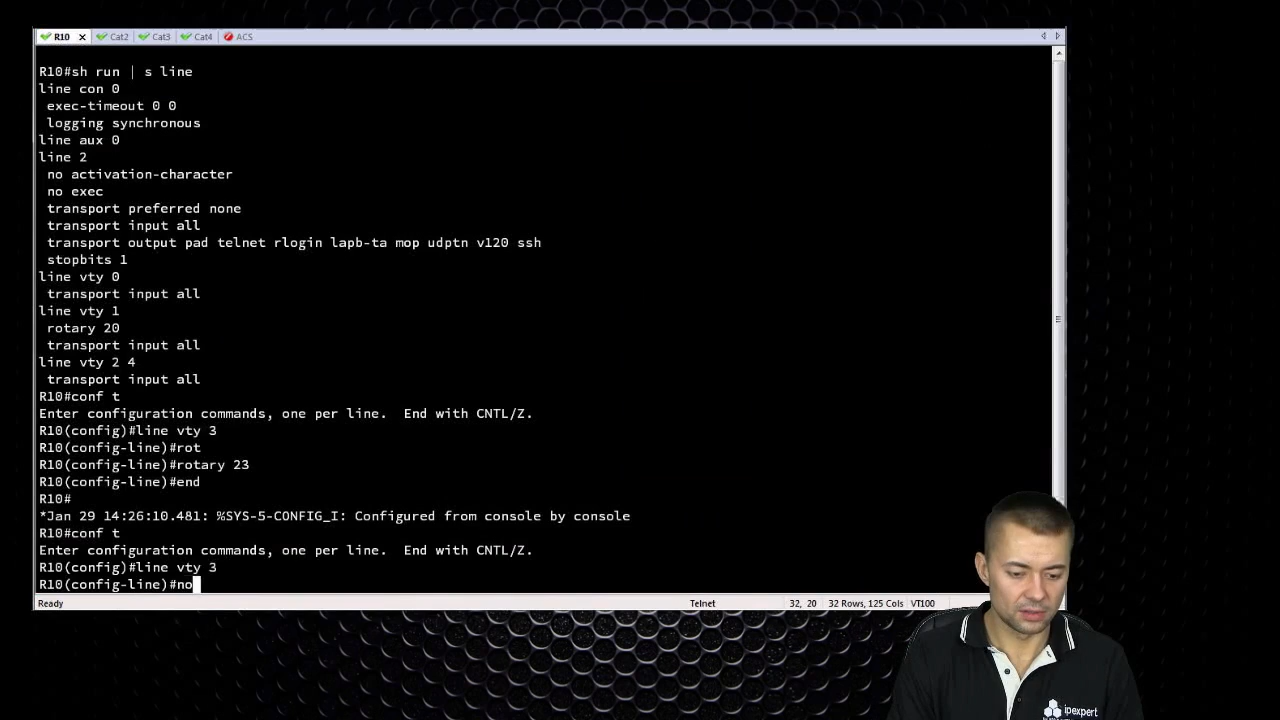 R10 Cat2 Cat3 Cat4 ACS
R10#sh run | s line
line con 0
exec-timeout 0 0
logging synchronous
line aux 0
line 2
no activation-character
no exec
transport preferred none
transport input all
transport output pad telnet rlogin lapb-ta mop udptn v120 ssh
stopbits 1
line vty 0
transport input all
line vty 1
rotary 20
transport input all
line vty 2 4
transport input all
R10#conf t
Enter configuration commands, one per line.  End with CNTL/Z.
R10(config)#line vty 3
R10(config-line)#rot
R10(config-line)#rotary 23
R10(config-line)#end
R10#
*Jan 29 14:26:10.481: %SYS-5-CONFIG_I: Configured from console by console
R10#conf t
Enter configuration commands, one per line.  End with CNTL/Z.
R10(config)#line vty 3
R10(config-line)#no
Ready Telnet 32, 20 32 Rows, 125 Cols VT100
ipexpert